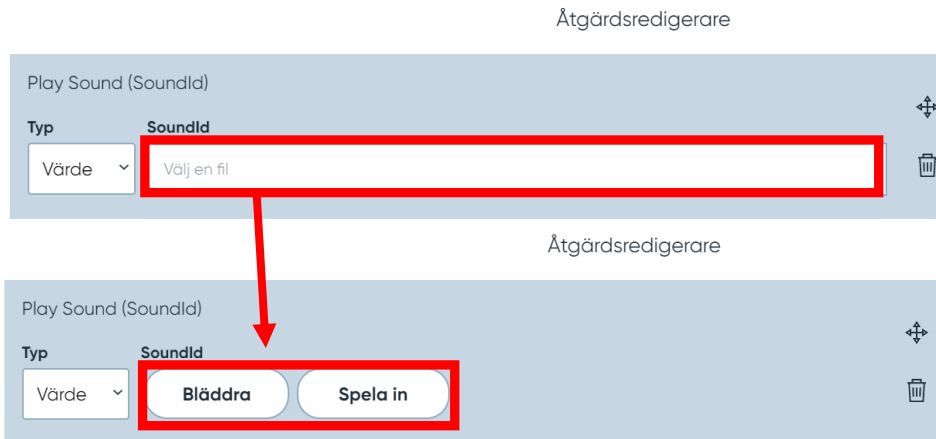 Åtgärdsredigerare
Play Sound (SoundId)
Typ SoundId
Värde Välj en fil
Åtgärdsredigerare
Play Sound (SoundId)
Typ SoundId
Värde Bläddra Spela in